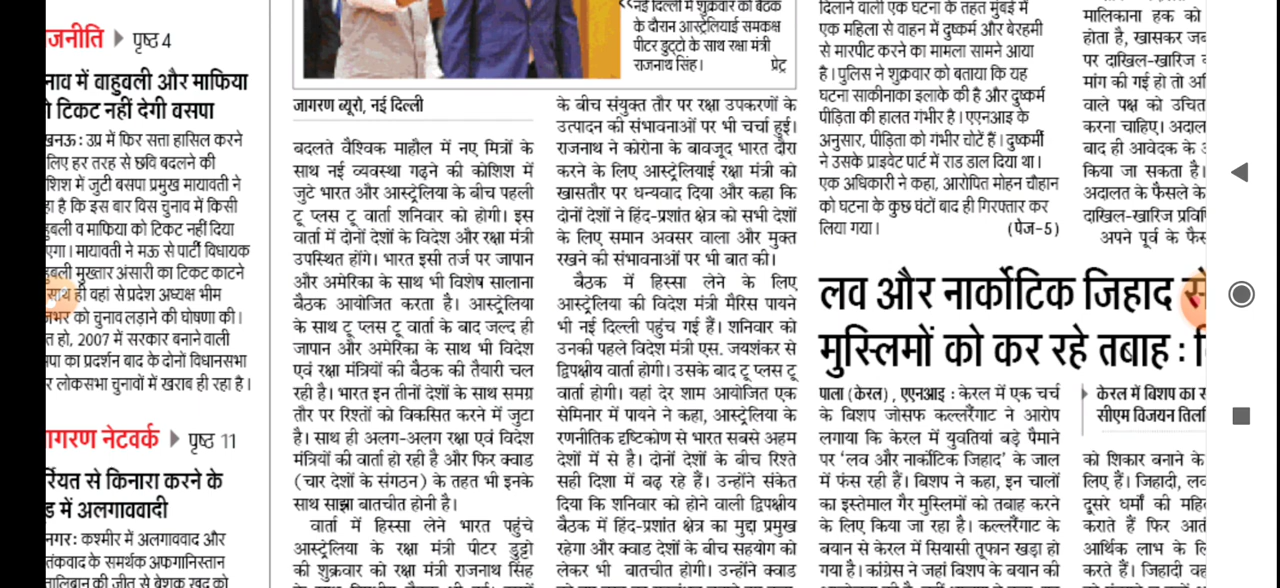 जनीति पृष्ठ 4
नाव में वाहुवली और माफिया
टिकट नहीं देगी वसपा
खनऊ : उप्र में फिर सत्ता हासिल करने
लिए हर तरह से छवि बदलने की
शिश में जुटी बसपा प्रमुख मायावती ने
हा है कि इस बार विस चुनाव में किसी
हुबली व माफिया को टिकट नहीं दिया
एगा। मायावती ने मऊ से पार्टी विधायक
हुबली मुख्तार अंसारी का टिकट काटने
साथ ही वहां से प्रदेश अध्यक्ष भीम
जभर को चुनाव लड़ाने की घोषणा की।
त हो, 2007 में सरकार बनाने वाली
सपा का प्रदर्शन बाद के दोनों विधानसभा
र लोकसभा चुनावों में खराब ही रहा है।
ागरण नेटवर्क पृष्ठ 11
र्रियत से किनारा करने के
ड में अलगाववादी
नगर: कश्मीर में अलगाववाद और
तंकवाद के समर्थक अफगानिस्तान
तालिबान की जीत से बेशक खुद को
नई दिल्ली में शुक्रवार को बैठक
के दौरान आस्ट्रेलियाई समकक्ष
पीटर डुट्टो के साथ रक्षा मंत्री
राजनाथ सिंह। प्रेट्र
जागरण ब्यूरो, नई दिल्ली
बदलते वैश्विक माहौल में नए मित्रों के
साथ नई व्यवस्था गढ़ने की कोशिश में
जुटे भारत और आस्ट्रेलिया के बीच पहली
टू प्लस टू वार्ता शनिवार को होगी। इस
वार्ता में दोनों देशों के विदेश और रक्षा मंत्री
उपस्थित होंगे। भारत इसी तर्ज पर जापान
और अमेरिका के साथ भी विशेष सालाना
बैठक आयोजित करता है। आस्ट्रेलिया
के साथ टू प्लस टू वार्ता के बाद जल्द ही
जापान और अमेरिका के साथ भी विदेश
एवं रक्षा मंत्रियों की बैठक की तैयारी चल
रही है। भारत इन तीनों देशों के साथ समग्र
तौर पर रिश्तों को विकसित करने में जुटा
है। साथ ही अलग-अलग रक्षा एवं विदेश
मंत्रियों की वार्ता हो रही है और फिर क्वाड
(चार देशों के संगठन) के तहत भी इनके
साथ साझा बातचीत होनी है।
वार्ता में हिस्सा लेने भारत पहुंचे
आस्ट्रेलिया के रक्षा मंत्री पीटर डुट्टो
की शुक्रवार को रक्षा मंत्री राजनाथ सिंह
के बीच संयुक्त तौर पर रक्षा उपकरणों के
उत्पादन की संभावनाओं पर भी चर्चा हुई।
राजनाथ ने कोरोना के बावजूद भारत दौरा
करने के लिए आस्ट्रेलियाई रक्षा मंत्री को
खासतौर पर धन्यवाद दिया और कहा कि
दोनों देशों ने हिंद-प्रशांत क्षेत्र को सभी देशों
के लिए समान अवसर वाला और मुक्त
रखने की संभावनाओं पर भी बात की।
बैठक में हिस्सा लेने के लिए
आस्ट्रेलिया की विदेश मंत्री मैरिस पायने
भी नई दिल्ली पहुंच गई हैं। शनिवार को
उनकी पहले विदेश मंत्री एस. जयशंकर से
द्विपक्षीय वार्ता होगी। उसके बाद टू प्लस टू
वार्ता होगी। यहां देर शाम आयोजित एक
सेमिनार में पायने ने कहा, आस्ट्रेलिया के
रणनीतिक दृष्टिकोण से भारत सबसे अहम
देशों में से है। दोनों देशों के बीच रिश्ते
सही दिशा में बढ़ रहे हैं। उन्होंने संकेत
दिया कि शनिवार को होने वाली द्विपक्षीय
बैठक में हिंद-प्रशांत क्षेत्र का मुद्दा प्रमुख
रहेगा और क्वाड देशों के बीच सहयोग को
लेकर भी बातचीत होगी। उन्होंने क्वाड
दिलाने वाली एक घटना के तहत मुंबई में
एक महिला से वाहन में दुष्कर्म और बेरहमी
से मारपीट करने का मामला सामने आया
है। पुलिस ने शुक्रवार को बताया कि यह
घटना साकीनाका इलाके की है और दुष्कर्म
पीड़िता की हालत गंभीर है। एएनआइ के
अनुसार, पीड़िता को गंभीर चोटें हैं। दुष्कर्मी
ने उसके प्राइवेट पार्ट में राड डाल दिया था।
एक अधिकारी ने कहा, आरोपित मोहन चौहान
को घटना के कुछ घंटों बाद ही गिरफ्तार कर
लिया गया। (पेज-5)
मालिकाना हक को
होता है, खासकर जब
पर दाखिल-खारिज
मांग की गई हो तो
वाले पक्ष को उचित
करना चाहिए। अदाल
बाद ही आवेदक के
किया जा सकता है।
अदालत के फैसले के
दाखिल-खारिज प्रवि
अपने पूर्व के फैस
लव और नार्कोटिक जिहाद से
मुस्लिमों को कर रहे तबाह :
पाला (केरल), एएनआइ : केरल में एक चर्च
के बिशप जोसफ कल्लरैंगाट ने आरोप
लगाया कि केरल में युवतियां बड़े पैमाने
पर 'लव और नार्कोटिक जिहाद' के जाल
में फंस रही हैं। बिशप ने कहा, इन चालों
का इस्तेमाल गैर मुस्लिमों को तबाह करने
के लिए किया जा रहा है। कल्लरैंगाट के
बयान से केरल में सियासी तूफान खड़ा हो
गया है। कांग्रेस ने जहां बिशप के बयान की
केरल में बिशप का
सीएम विजयन तिल
को शिकार बनाने के
लिए हैं। जिहादी, लव
दूसरे धर्मों की महि
कराते हैं फिर
आर्थिक लाभ के
करते हैं। जिहादी